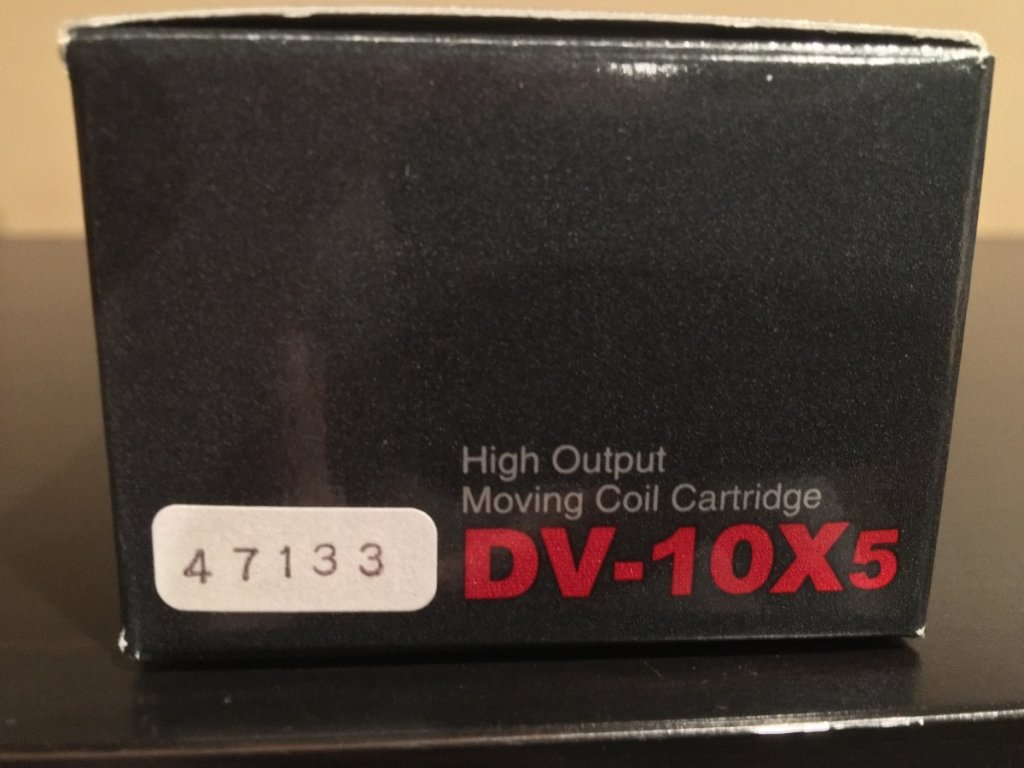 High Output
Moving Coil Cartridge
DV-10X5
47133